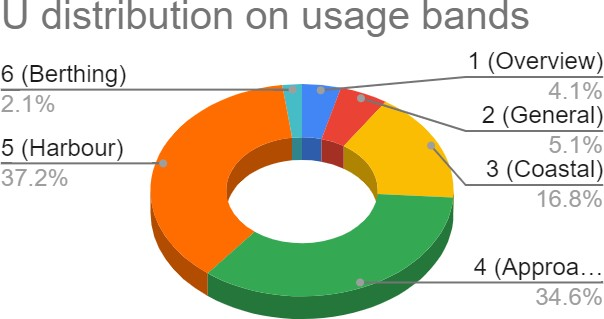 U distribution on usage bands
1 (Overview)
4.1%
2 (General)
5.1%
3 (Coastal)
16.8%
4 (Approa…
34.6%
5 (Harbour)
37.2%
6 (Berthing)
2.1%